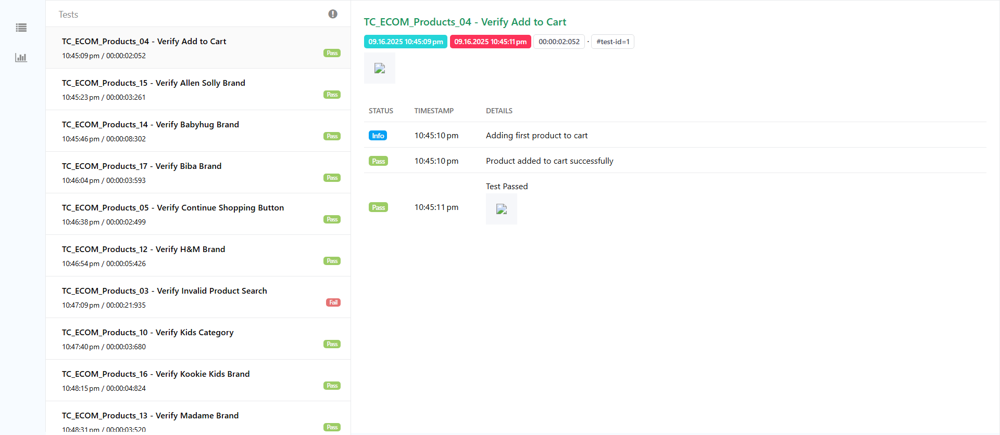 Tests
TC_ECOM_Products_04 - Verify Add to Cart
10:45:09 pm / 00:00:02:052
Pass
TC_ECOM_Products_15 - Verify Allen Solly Brand
10:45:23 pm / 00:00:03:261
Pass
TC_ECOM_Products_14 - Verify Babyhug Brand
10:45:46 pm / 00:00:08:302
Pass
TC_ECOM_Products_17 - Verify Biba Brand
10:46:04 pm / 00:00:03:593
Pass
TC_ECOM_Products_05 - Verify Continue Shopping Button
10:46:38 pm / 00:00:02:499
Pass
TC_ECOM_Products_12 - Verify H&M Brand
10:46:54 pm / 00:00:05:426
Pass
TC_ECOM_Products_03 - Verify Invalid Product Search
10:47:09 pm / 00:00:21:935
Fail
TC_ECOM_Products_10 - Verify Kids Category
10:47:40 pm / 00:00:03:680
Pass
TC_ECOM_Products_16 - Verify Kookie Kids Brand
10:48:15 pm / 00:00:04:824
Pass
TC_ECOM_Products_13 - Verify Madame Brand
10:48:31 pm / 00:00:03:520
Pass
TC_ECOM_Products_04 - Verify Add to Cart
09.16.2025 10:45:09 pm 09.16.2025 10:45:11 pm 00:00:02:052 · #test-id=1
STATUS TIMESTAMP DETAILS
Info 10:45:10 pm Adding first product to cart
Pass 10:45:10 pm Product added to cart successfully
Test Passed
Pass 10:45:11 pm